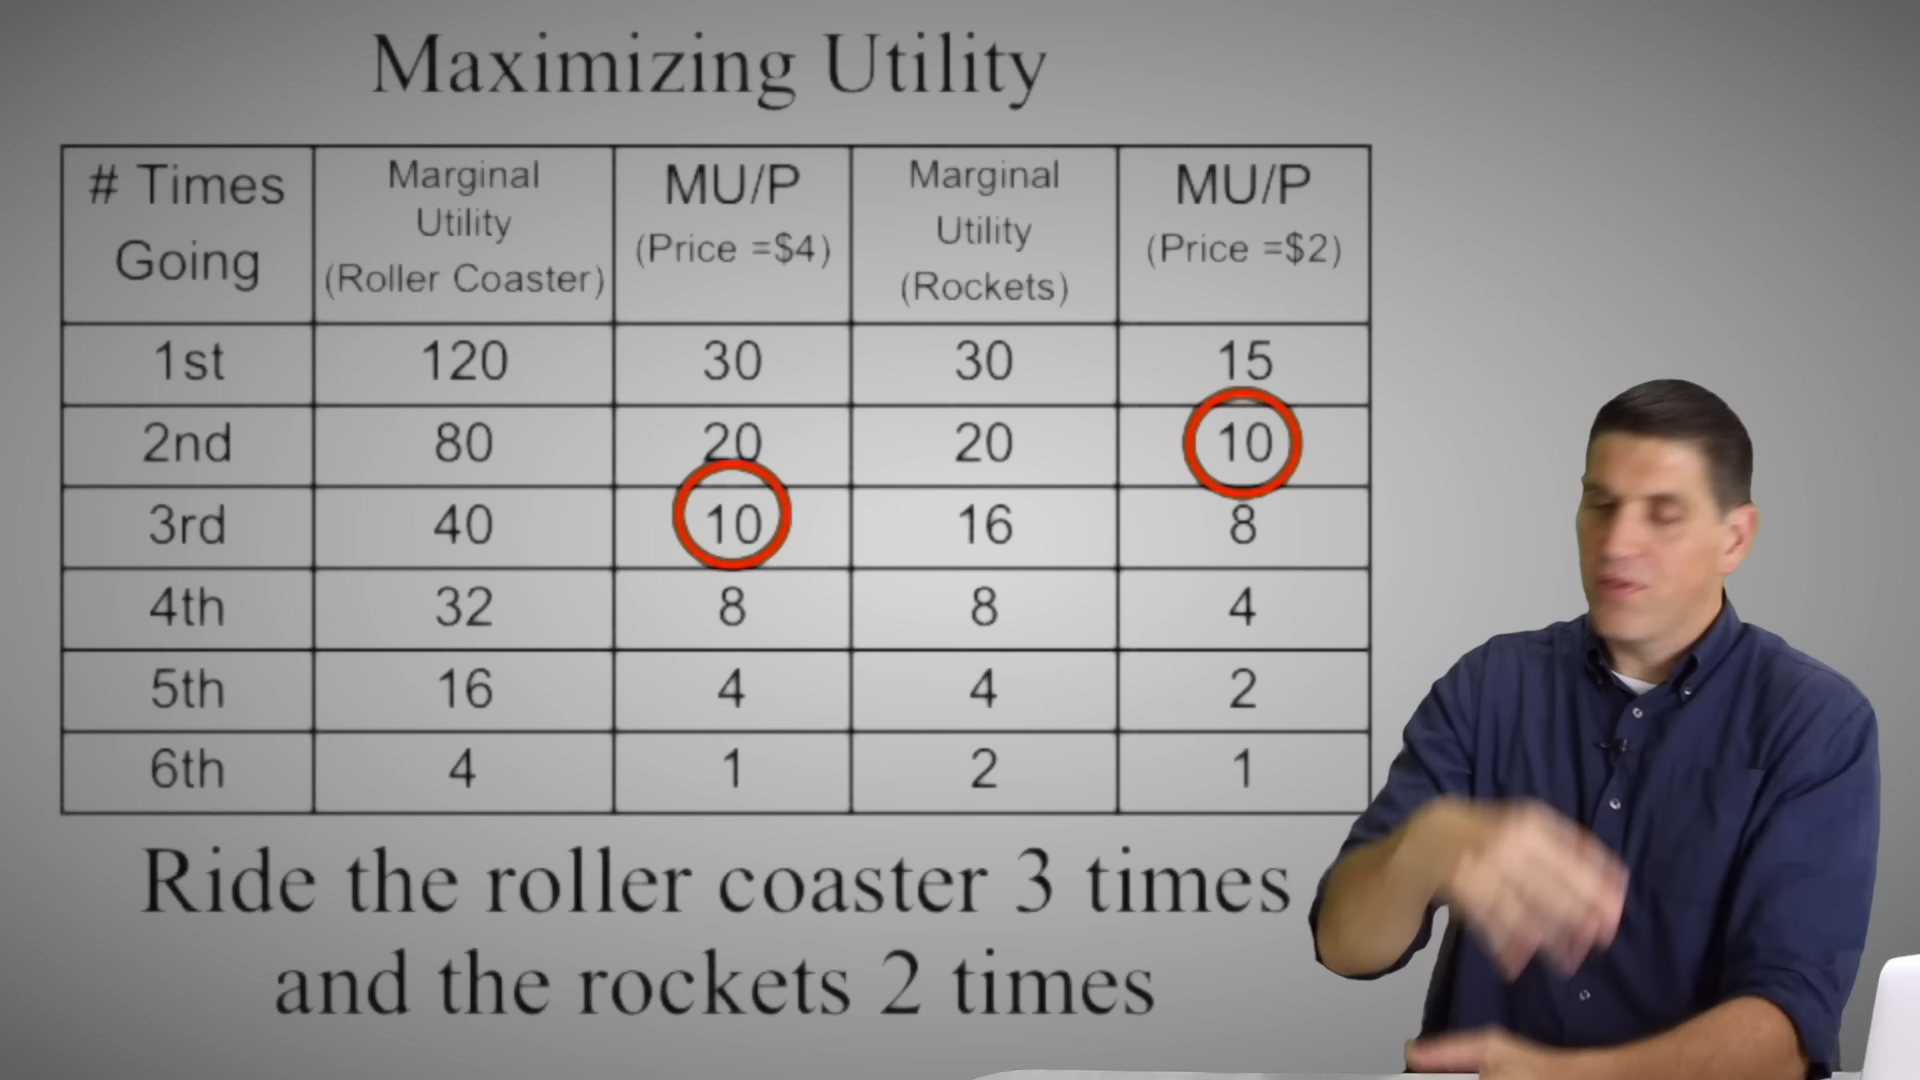 Maximizing Utility
# Times Going | Marginal Utility (Roller Coaster) | MU/P (Price =$4) | Marginal Utility (Rockets) | MU/P (Price =$2)
1st | 120 | 30 | 30 | 15
2nd | 80 | 20 | 20 | 10
3rd | 40 | 10 | 16 | 8
4th | 32 | 8 | 8 | 4
5th | 16 | 4 | 4 | 2
6th | 4 | 1 | 2 | 1
Ride the roller coaster 3 times
and the rockets 2 times